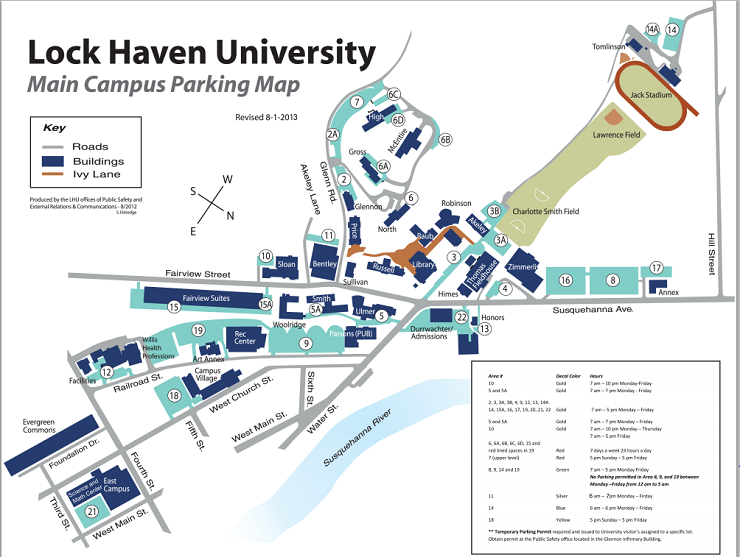 Lock Haven University
Main Campus Parking Map
Revised 8-1-2013
Key
Roads
Buildings
Ivy Lane
Produced by the LHU offices of Public Safety and
External Relations & Communications - 8/2012
S. Eldredge
W
S
N
E
14A
14
Tomlinson
Jack Stadium
Lawrence Field
Charlotte Smith Field
Hill Street
6C
7
High
6D
2A
McEntire
6B
Gross
6A
2
Glenn Rd.
Akeley Lane
Glennon
6
North
Robinson
3B
Akeley
3A
Raub
Price
11
10
Sloan
Bentley
Russell
Library
3
Thomas
Fieldhouse
Zimmerli
4
16
8
17
Annex
Sullivan
Himes
Fairview Street
Susquehanna Ave.
Fairview Suites
15
15A
Smith
5A
Ulmer
5
Woolridge
22
Honors
13
Durrwachter/
Admissions
19
Rec
Center
9
Parsons (PUB)
Willis
Health
Professions
Art Annex
12
Facilities
Railroad St.
Campus
Village
18
West Church St.
Sixth St.
West Main St.
Water St.
Fifth St.
Susquehanna River
Evergreen
Commons
Foundation Dr.
Fourth St.
Science and
Math Center
East
Campus
21
Third St.
West Main St.
Area # Decal Color Hours
10 Gold 7 am – 10 pm Monday-Friday
5 and 5A Gold 7 am – 7 pm Monday - Friday
2, 3, 3A, 3B, 4, 9, 12, 13, 14A
14, 15A, 16, 17, 19, 20, 21, 22 Gold 7 am – 5 pm Monday – Friday
5 and 5A Gold 7 am – 7 pm Monday – Friday
10 Gold 7 am – 10 pm Monday – Thursday
7 am – 5 pm Friday
6, 6A, 6B, 6C, 6D, 15 and
red lined spaces in 19 Red 7 days a week 24 hours a day
7 (upper level) Red 5 pm Sunday – 5 pm Friday
8, 9, 14 and 19 Green 7 am – 5 pm Monday Friday
No Parking permitted in Area 8, 9, and 19 between
Monday –Friday from 12 am to 5 am
11 Silver 6 am – 7pm Monday – Friday
14 Blue 6 am – 6 pm Monday – Friday
18 Yellow 5 pm Sunday – 5 pm Friday
** Temporary Parking Permit required and issued to University visitor's assigned to a specific lot.
Obtain permit at the Public Safety office located in the Glennon Infirmary Building.